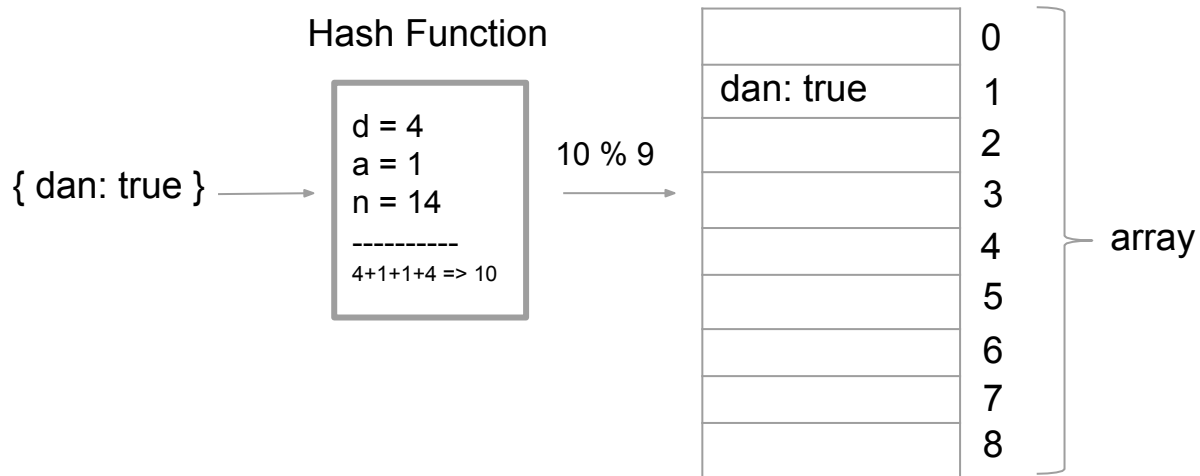 Hash Function
{ dan: true }
d = 4
a = 1
n = 14
----------
4+1+1+4 => 10
10 % 9
dan: true
0
1
2
3
4
5
6
7
8
array